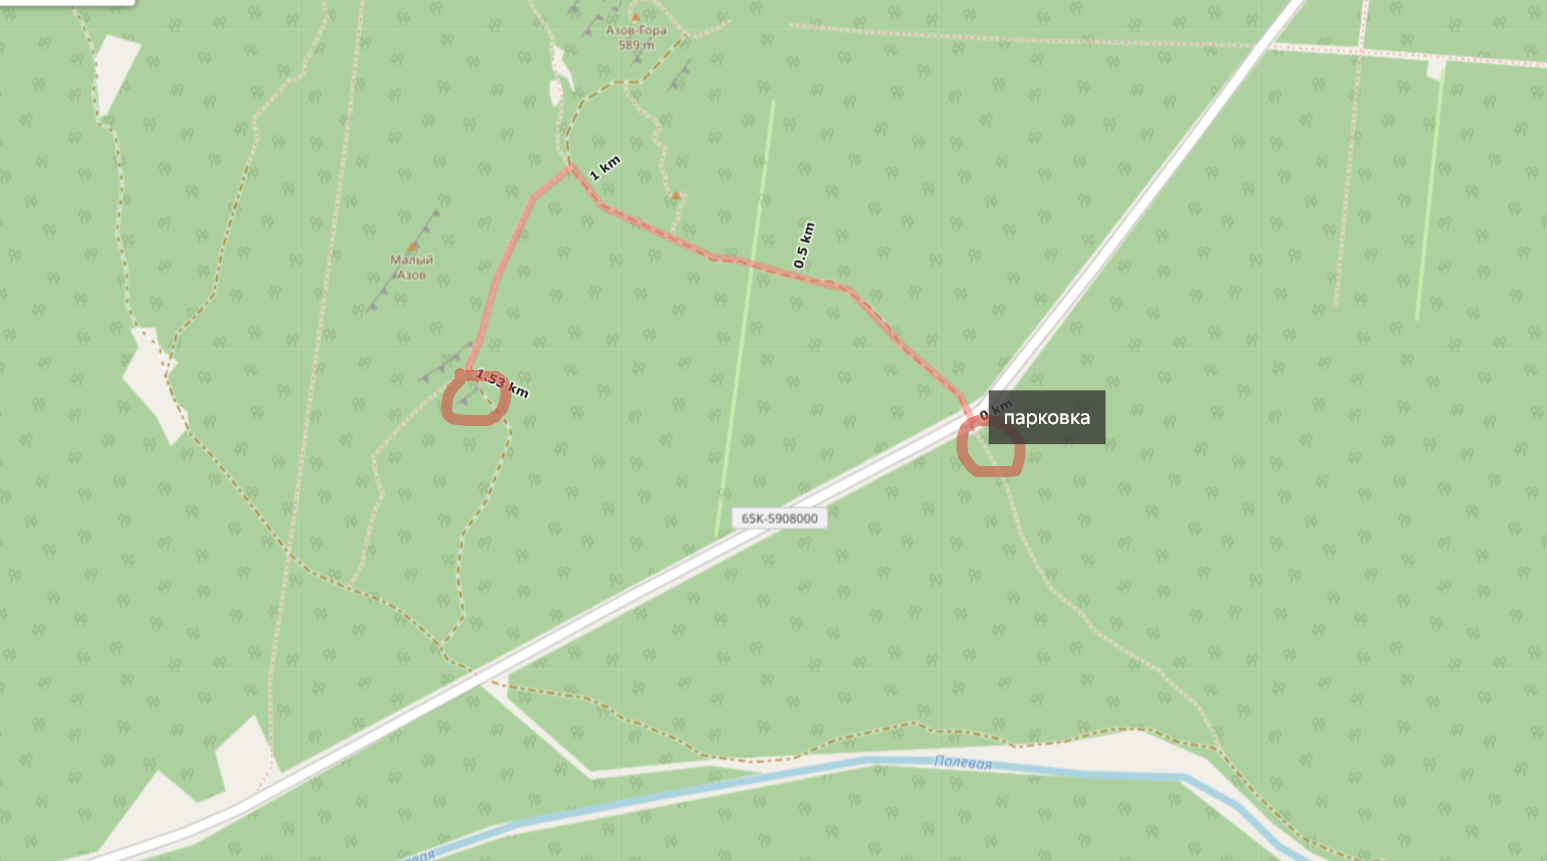 Азов-Гора
589 m
1 km
0.5 km
Малый
Азов
1.53 km
0 km
парковка
65К-5908000
Полевая
евая